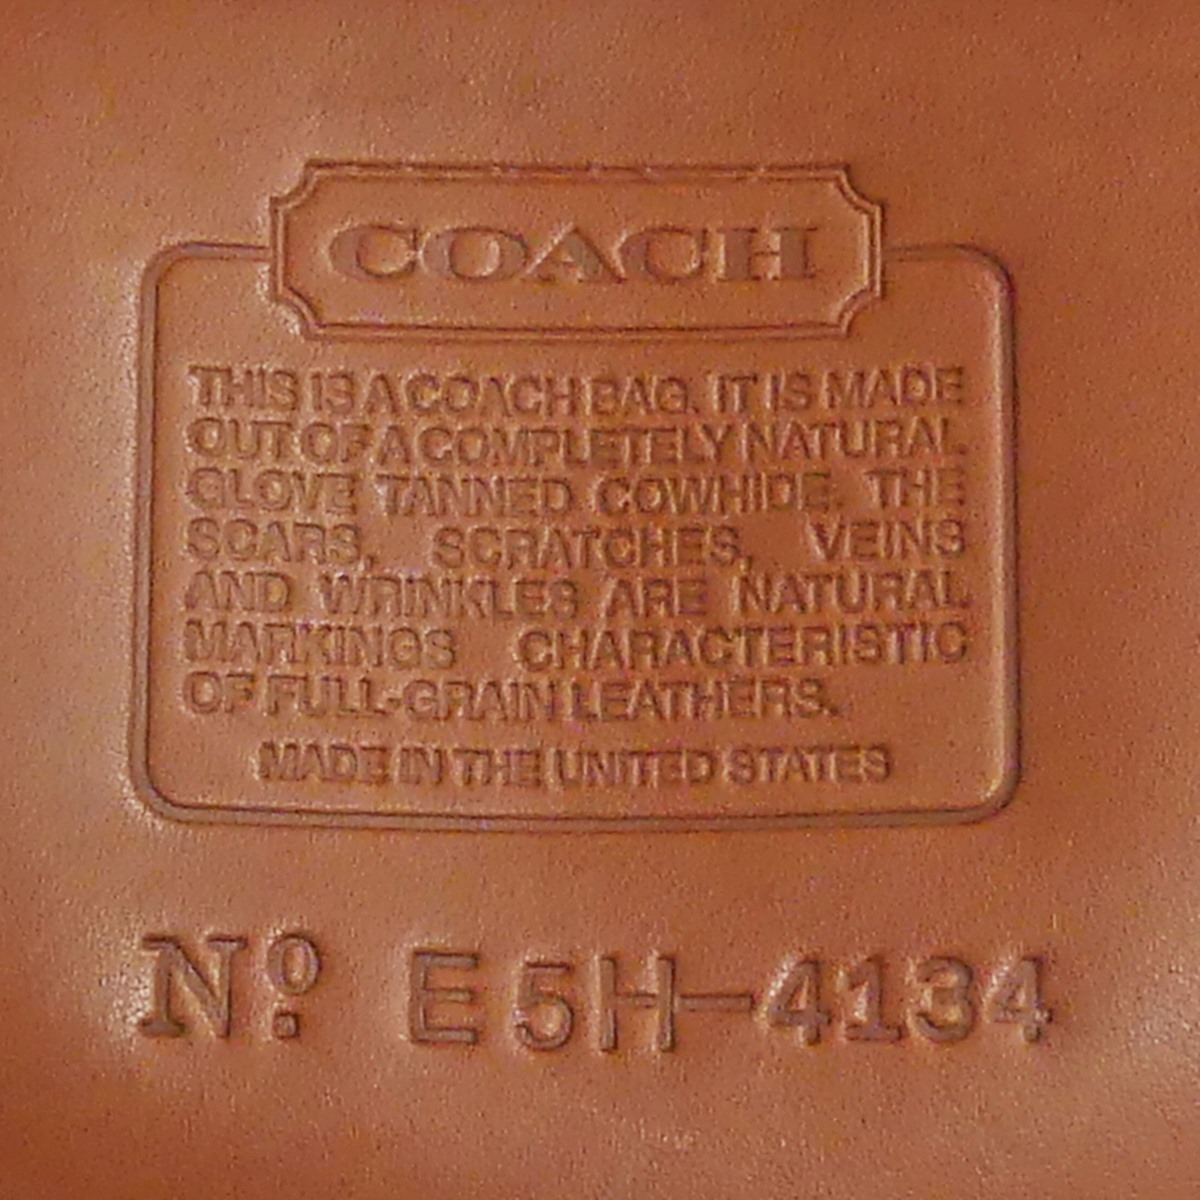 COACH
THIS IS A COACH BAG. IT IS MADE
OUT OF A COMPLETELY NATURAL
GLOVE TANNED COWHIDE. THE
SCARS, SCRATCHES, VEINS
AND WRINKLES ARE NATURAL
MARKINGS CHARACTERISTIC
OF FULL-GRAIN LEATHERS.
MADE IN THE UNITED STATES
Nº E5H-4134